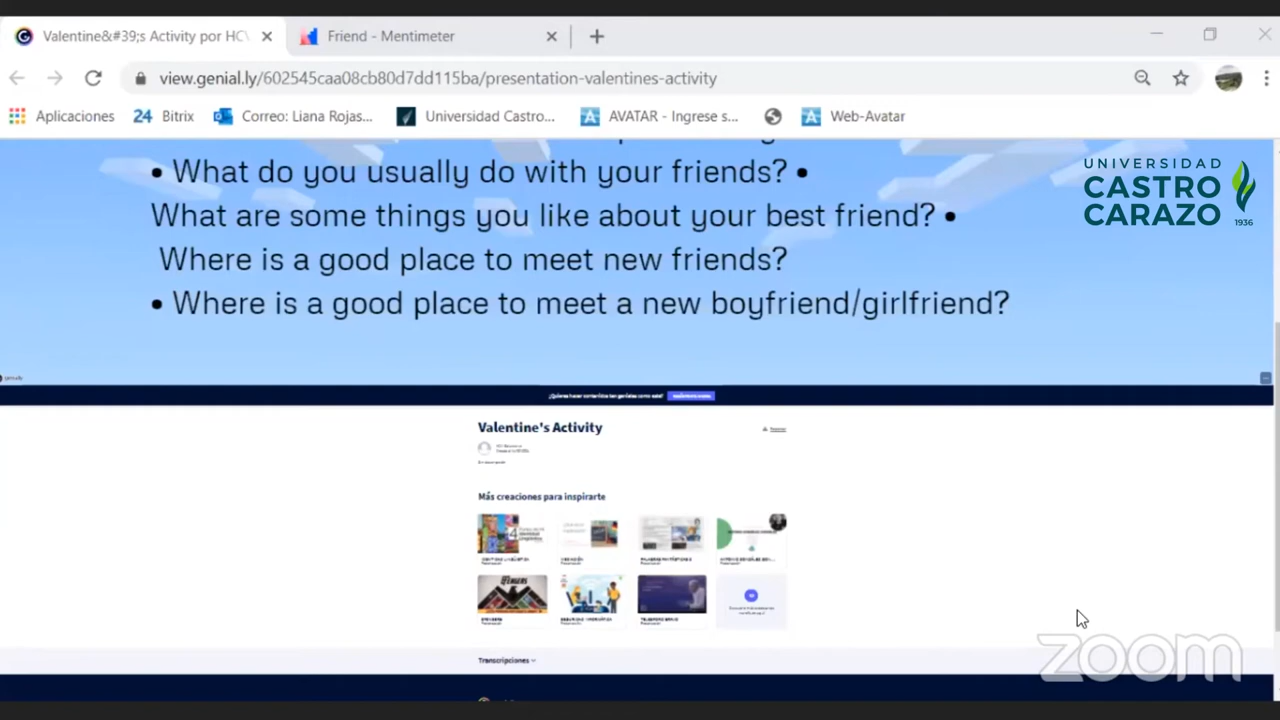 Valentine&#39;s Activity por HCV
Friend - Mentimeter
view.genial.ly/602545caa08cb80d7dd115ba/presentation-valentines-activity
Aplicaciones
24 Bitrix
Correo: Liana Rojas...
Universidad Castro...
AVATAR - Ingrese s...
Web-Avatar
• What do you usually do with your friends? •
What are some things you like about your best friend? •
Where is a good place to meet new friends?
• Where is a good place to meet a new boyfriend/girlfriend?
UNIVERSIDAD
CASTRO
CARAZO
1936
Valentine's Activity
Más creaciones para inspirarte
Transcripciones
zoom